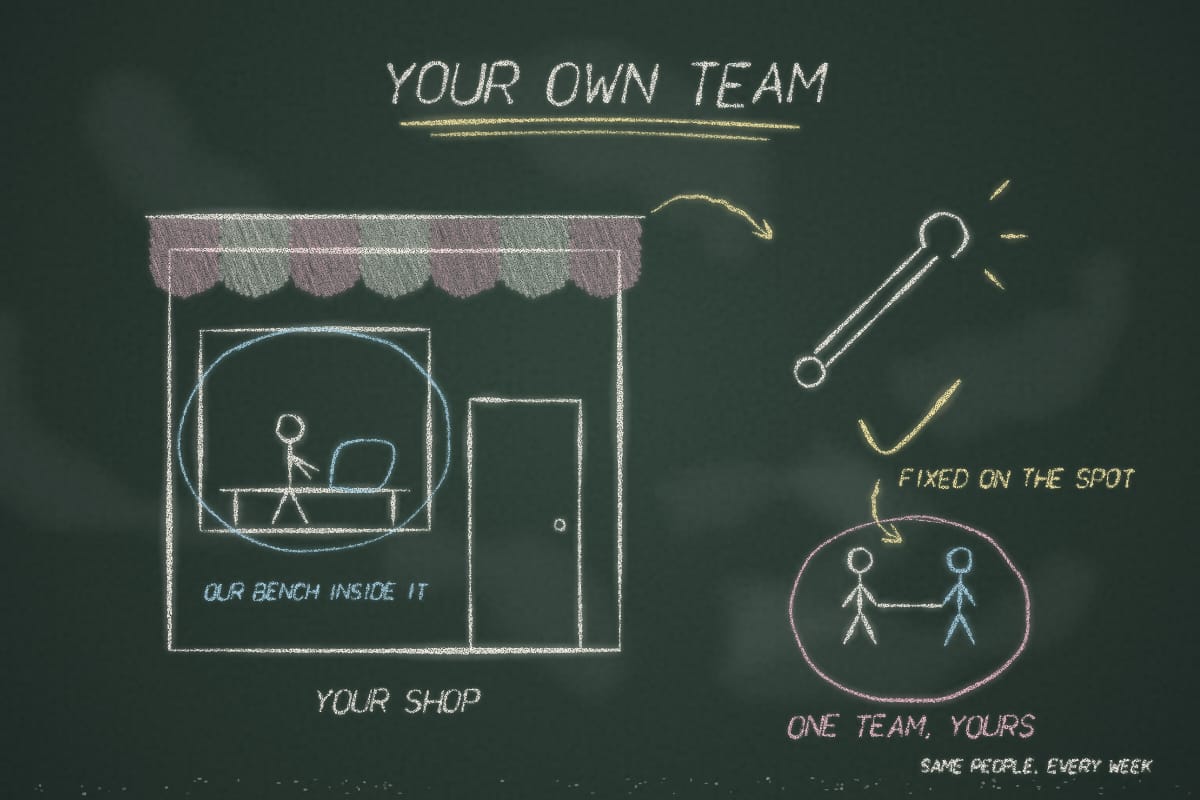 YOUR OWN TEAM
FIXED ON THE SPOT
OUR BENCH INSIDE IT
YOUR SHOP
ONE TEAM, YOURS
SAME PEOPLE. EVERY WEEK